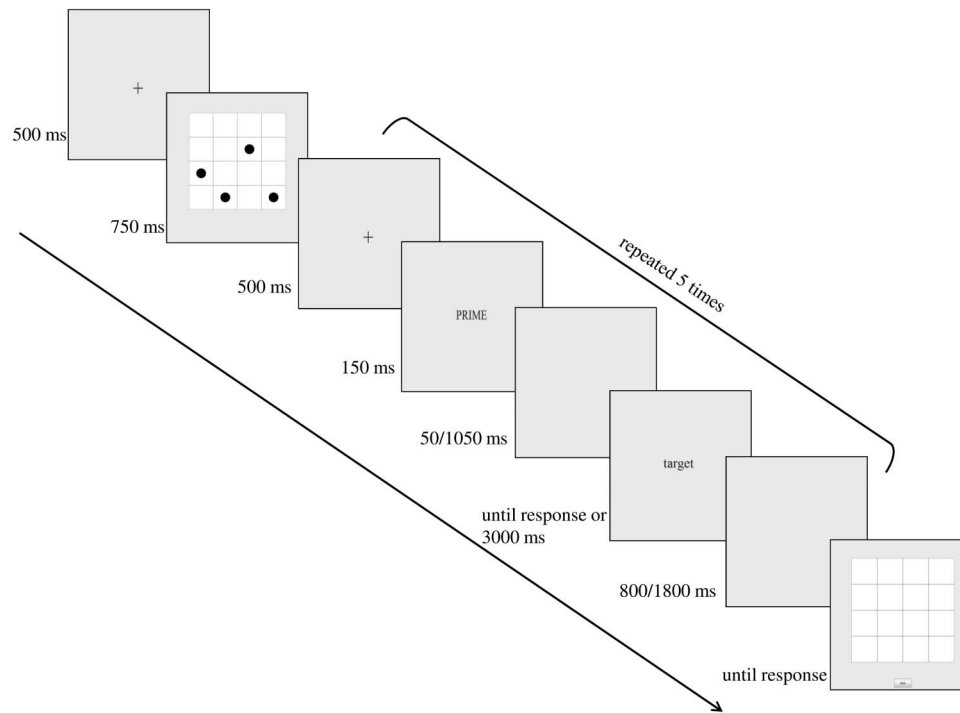 +
500 ms
750 ms
+
500 ms
repeated 5 times
PRIME
150 ms
50/1050 ms
target
until response or
3000 ms
800/1800 ms
until response